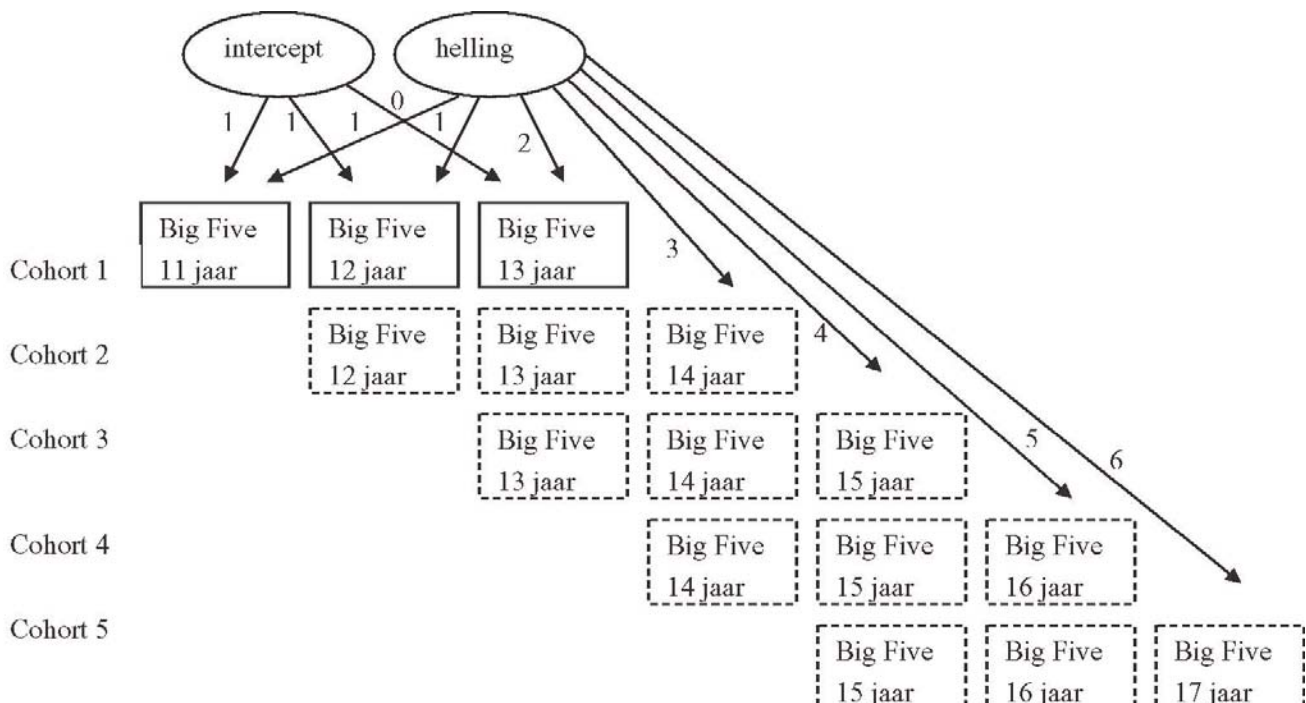 intercept helling
0
1 1 1 1 2
Big Five Big Five Big Five
3
Cohort 1 11 jaar 12 jaar 13 jaar
Big Five Big Five Big Five
4
Cohort 2 12 jaar 13 jaar 14 jaar
Cohort 3 Big Five Big Five Big Five 5
6
13 jaar 14 jaar 15 jaar
Cohort 4 Big Five Big Five Big Five
14 jaar 15 jaar 16 jaar
Cohort 5
Big Five Big Five Big Five
15 jaar 16 jaar 17 jaar